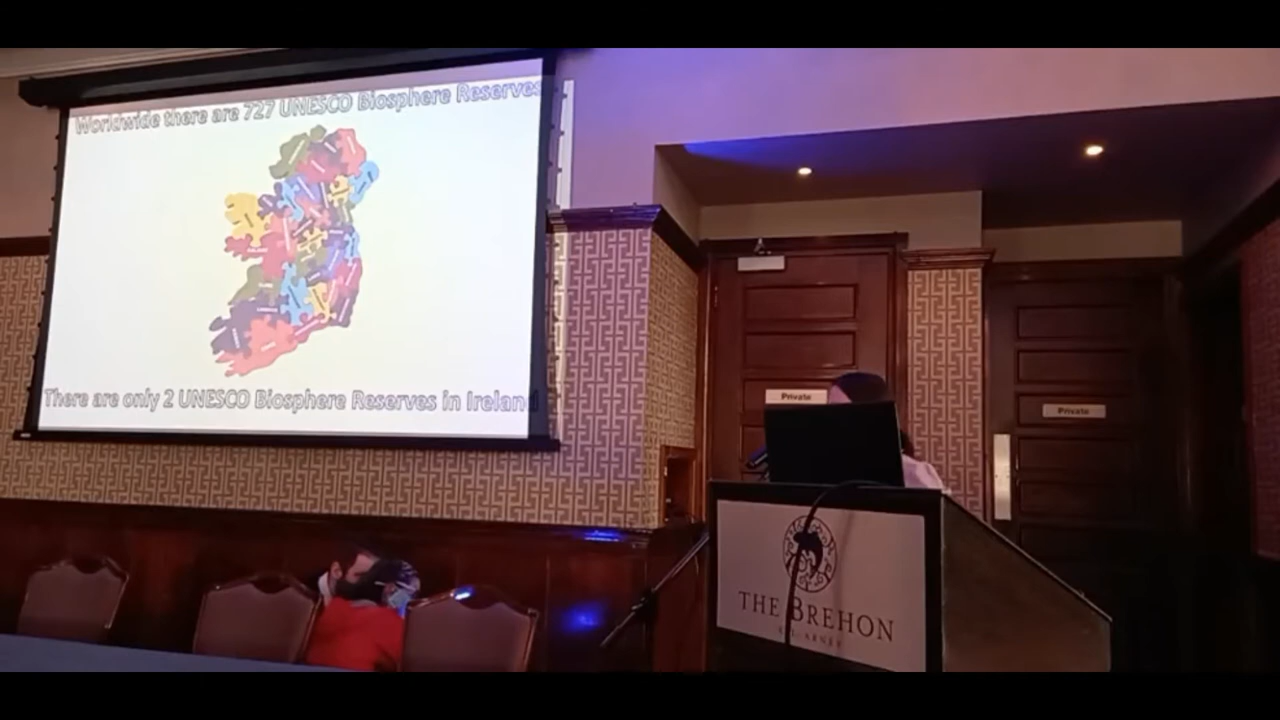 Worldwide there are 727 UNESCO Biosphere Reserves
There are only 2 UNESCO Biosphere Reserves in Ireland
Private
Private
THE BREHON
KILLARNEY